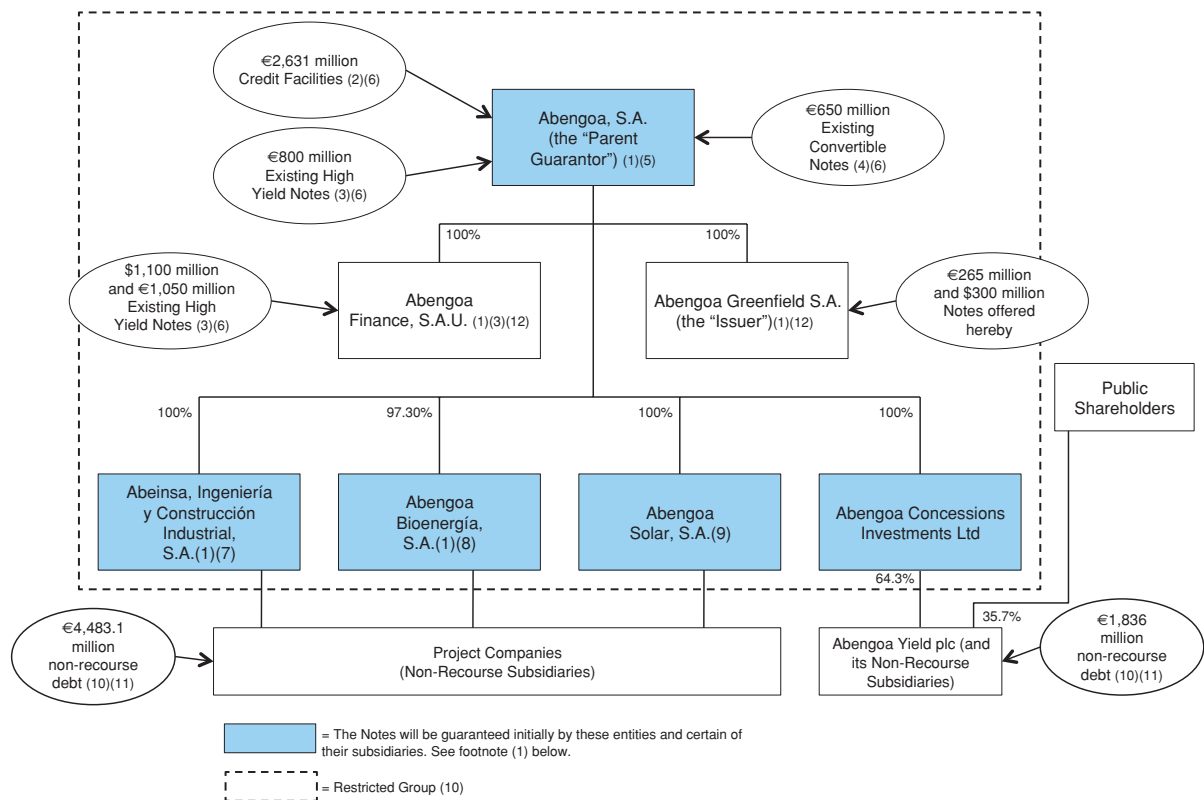 €2,631 million
Credit Facilities (2)(6)
Abengoa, S.A.
(the “Parent
Guarantor”) (1)(5)
€650 million
Existing
Convertible
Notes (4)(6)
€800 million
Existing High
Yield Notes (3)(6)
100%
100%
$1,100 million
and €1,050 million
Existing High
Yield Notes (3)(6)
Abengoa
Finance, S.A.U. (1)(3)(12)
Abengoa Greenfield S.A.
(the “Issuer”)(1)(12)
€265 million
and $300 million
Notes offered
hereby
Public
Shareholders
100%
97.30%
100%
100%
Abeinsa, Ingeniería
y Construcción
Industrial,
S.A.(1)(7)
Abengoa
Bioenergía,
S.A.(1)(8)
Abengoa
Solar, S.A.(9)
Abengoa Concessions
Investments Ltd
64.3%
35.7%
€4,483.1
million
non-recourse
debt (10)(11)
Project Companies
(Non-Recourse Subsidiaries)
Abengoa Yield plc (and
its Non-Recourse
Subsidiaries)
€1,836
million
non-recourse
debt (10)(11)
= The Notes will be guaranteed initially by these entities and certain of
their subsidiaries. See footnote (1) below.
= Restricted Group (10)